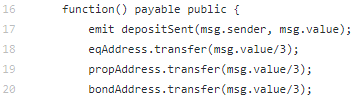 16 function() payable public {
17 emit depositSent(msg.sender, msg.value);
18 eqAddress.transfer(msg.value/3);
19 propAddress.transfer(msg.value/3);
20 bondAddress.transfer(msg.value/3);